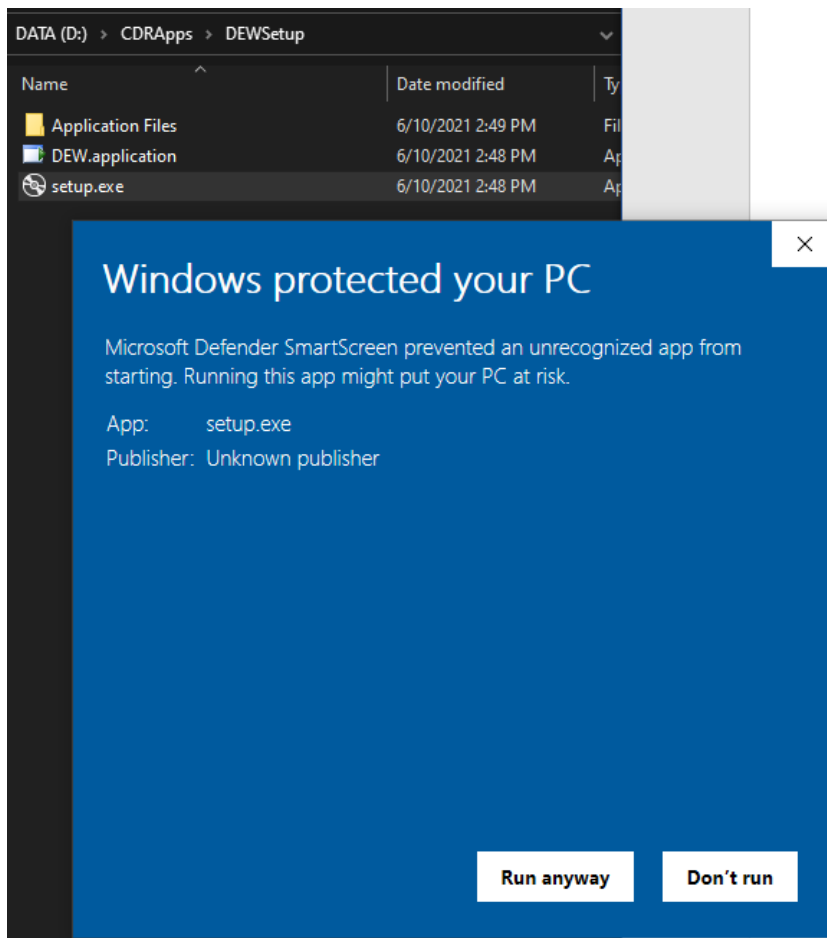 DATA (D:) > CDRApps > DEWSetup
Name Date modified Ty
Application Files 6/10/2021 2:49 PM Fil
DEW.application 6/10/2021 2:48 PM Ap
setup.exe 6/10/2021 2:48 PM Ap
Windows protected your PC
Microsoft Defender SmartScreen prevented an unrecognized app from
starting. Running this app might put your PC at risk.
App: setup.exe
Publisher: Unknown publisher
Run anyway Don’t run